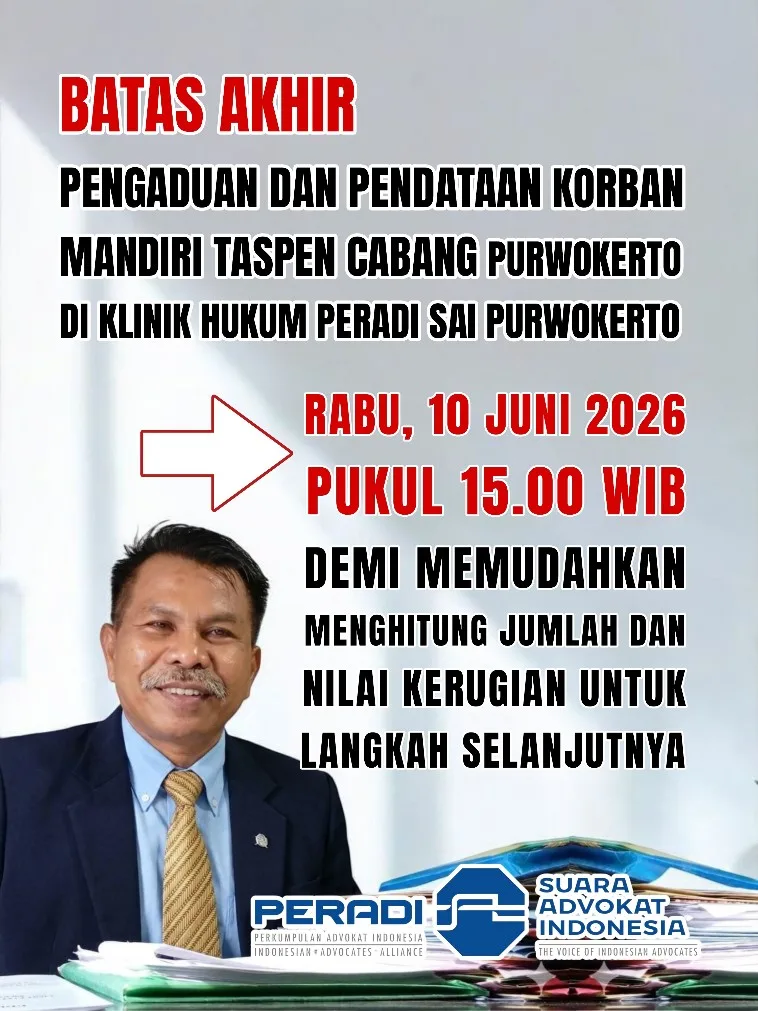 BATAS AKHIR
PENGADUAN DAN PENDATAAN KORBAN
MANDIRI TASPEN CABANG PURWOKERTO
DI KLINIK HUKUM PERADI SAI PURWOKERTO
RABU, 10 JUNI 2026
PUKUL 15.00 WIB
DEMI MEMUDAHKAN
MENGHITUNG JUMLAH DAN
NILAI KERUGIAN UNTUK
LANGKAH SELANJUTNYA
PERADI
PERKUMPULAN ADVOKAT INDONESIA
INDONESIAN ADVOCATES ALLIANCE
SUARA
ADVOKAT
INDONESIA
THE VOICE OF INDONESIAN ADVOCATES